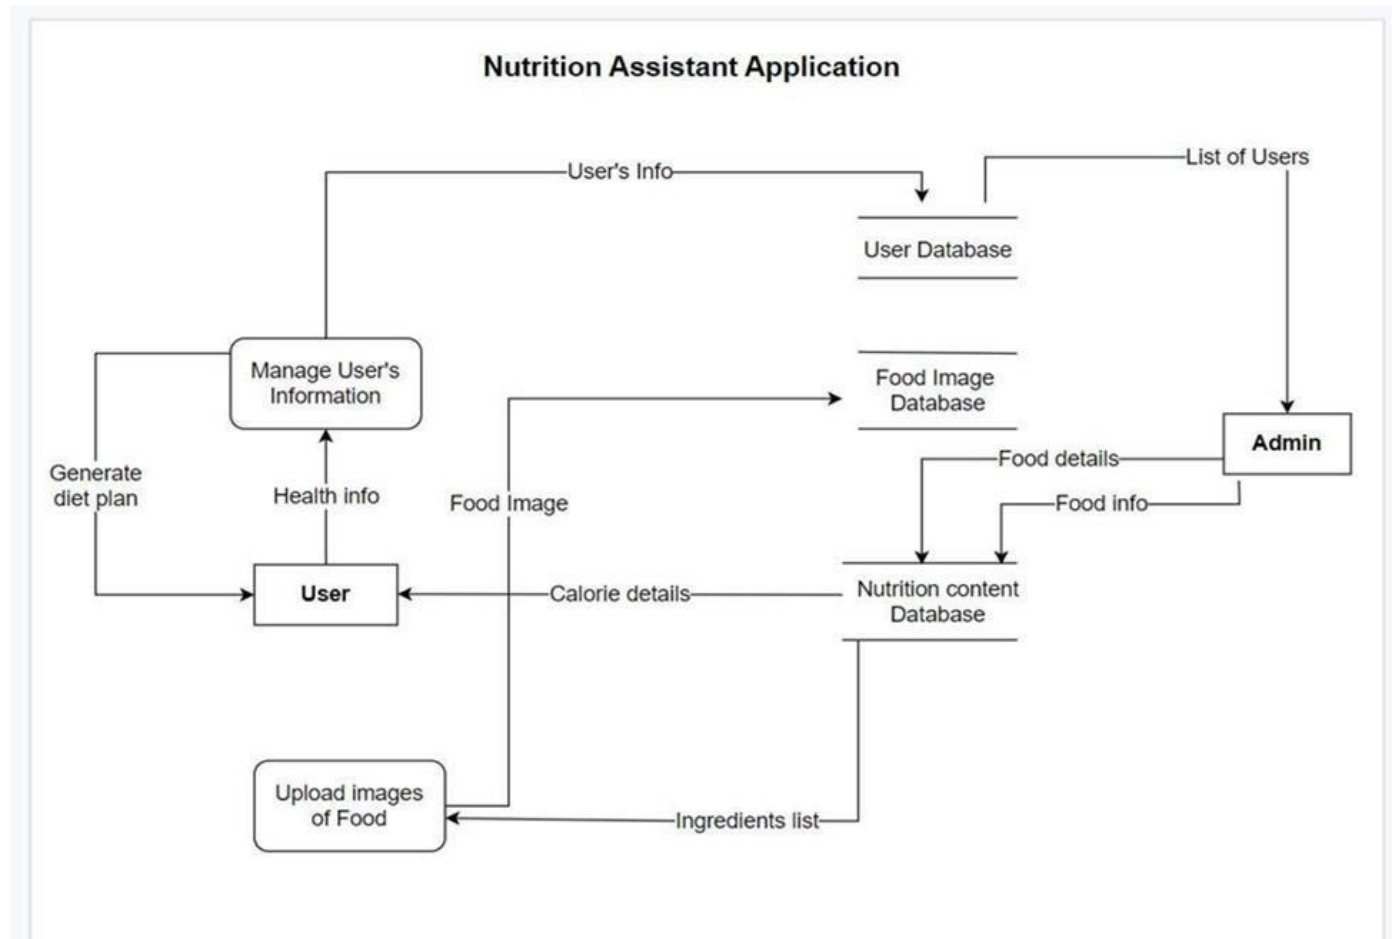 Nutrition Assistant Application
List of Users
User's Info
User Database
Manage User's
Information
Food Image
Database
Admin
Food details
Generate
diet plan
Health info
Food Image
Food info
User
Calorie details
Nutrition content
Database
Upload images
of Food
Ingredients list